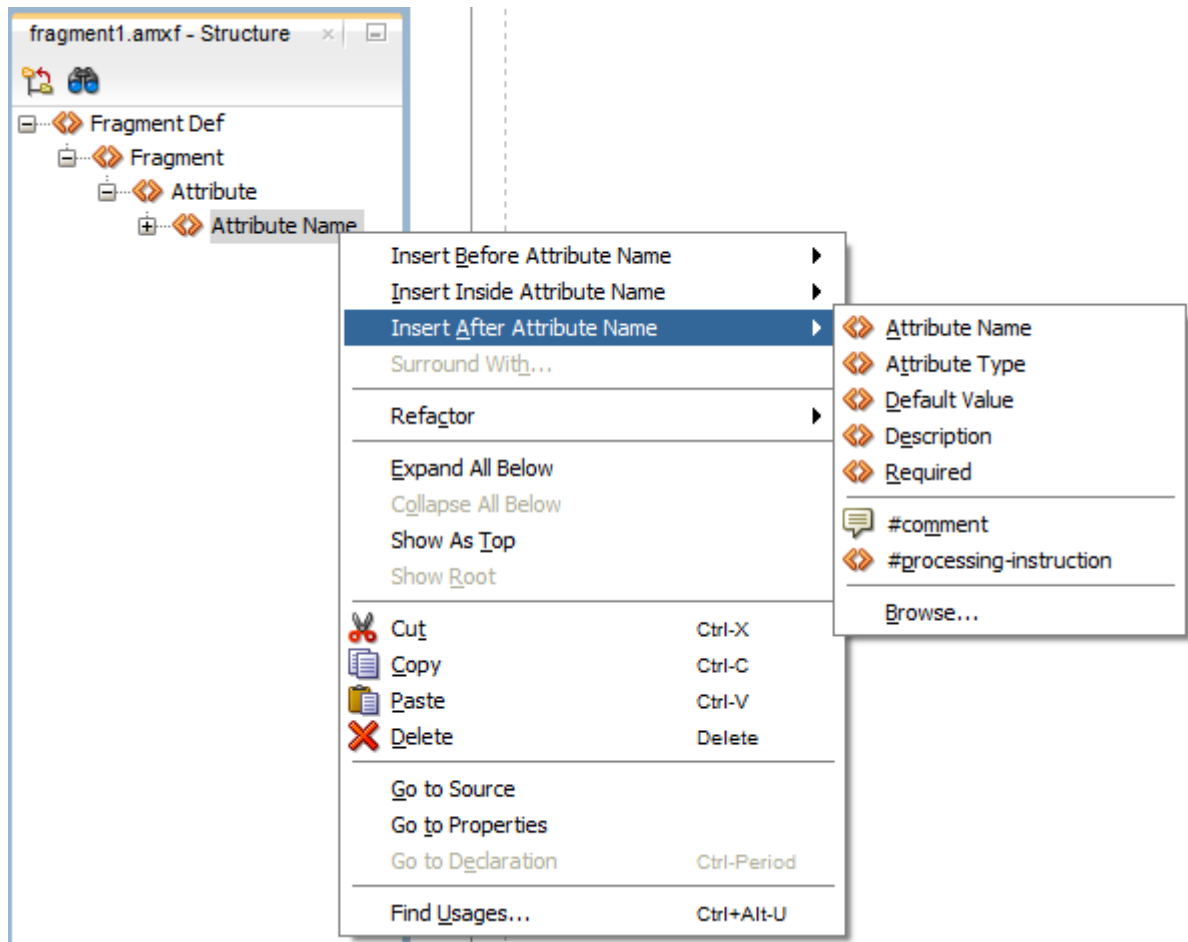 fragment1.amxf - Structure
Fragment Def
Fragment
Attribute
Attribute Name
Insert Before Attribute Name
Insert Inside Attribute Name
Insert After Attribute Name
Surround With...
Refactor
Expand All Below
Collapse All Below
Show As Top
Show Root
Cut Ctrl-X
Copy Ctrl-C
Paste Ctrl-V
Delete Delete
Go to Source
Go to Properties
Go to Declaration Ctrl-Period
Find Usages... Ctrl+Alt-U
Attribute Name
Attribute Type
Default Value
Description
Required
#comment
#processing-instruction
Browse...